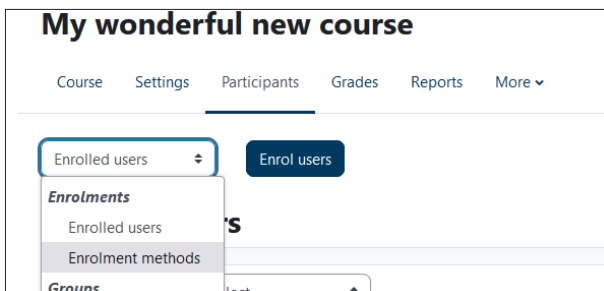 My wonderful new course
Course Settings Participants Grades Reports More
Enrolled users Enrol users
Enrolments
Enrolled users
Enrolment methods
Groups